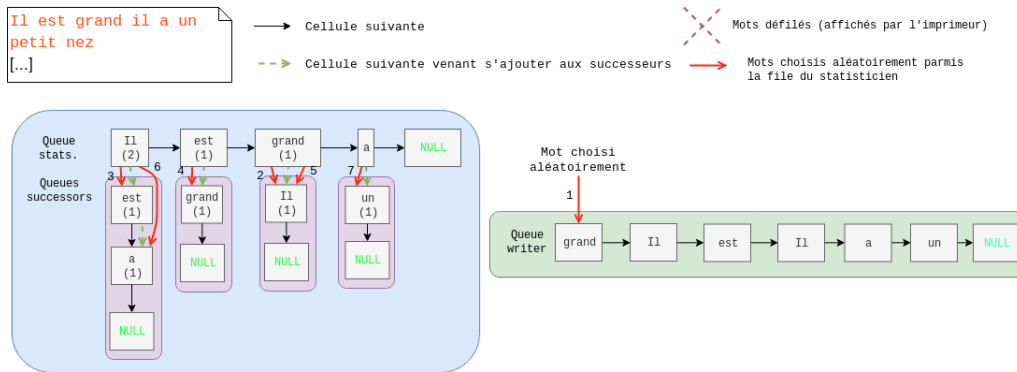 Il est grand il a un
petit nez
[...]
Cellule suivante
Cellule suivante venant s'ajouter aux successeurs
Mots défilés (affichés par l'imprimeur)
Mots choisis aléatoirement parmis
la file du statisticien
Queue
stats.
Il
(2)
est
(1)
grand
(1)
a
NULL
3
6
4
2
5
7
Queues
successors
est
(1)
grand
(1)
Il
(1)
un
(1)
a
(1)
NULL
NULL
NULL
NULL
Mot choisi
aléatoirement
1
Queue
writer
grand
Il
est
Il
a
un
NULL